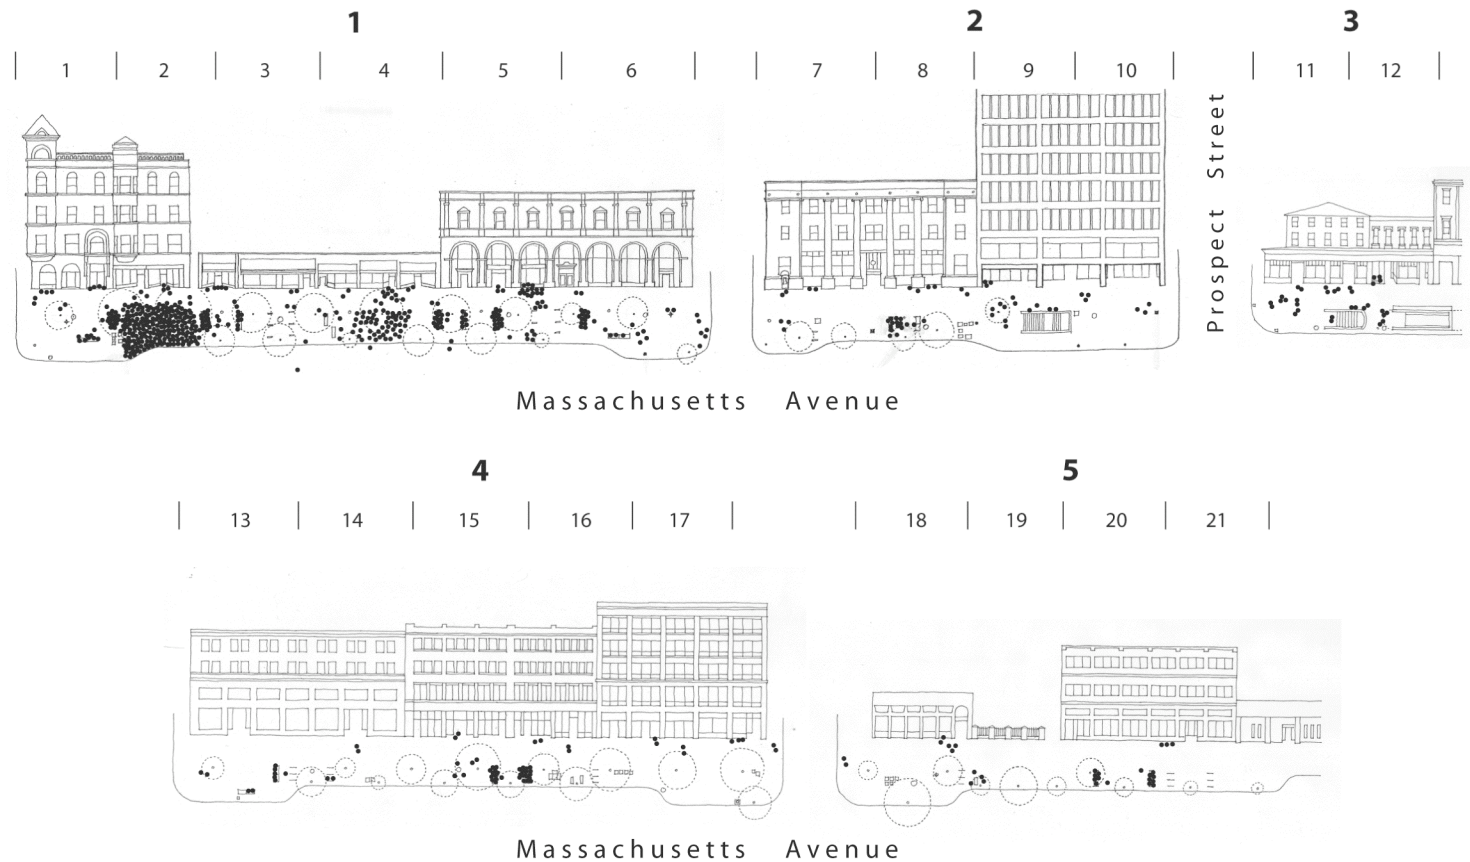 1 2 3
1 2 3 4 5 6 7 8 9 10 11 12
Prospect Street
Massachusetts Avenue
4 5
13 14 15 16 17 18 19 20 21
Massachusetts Avenue